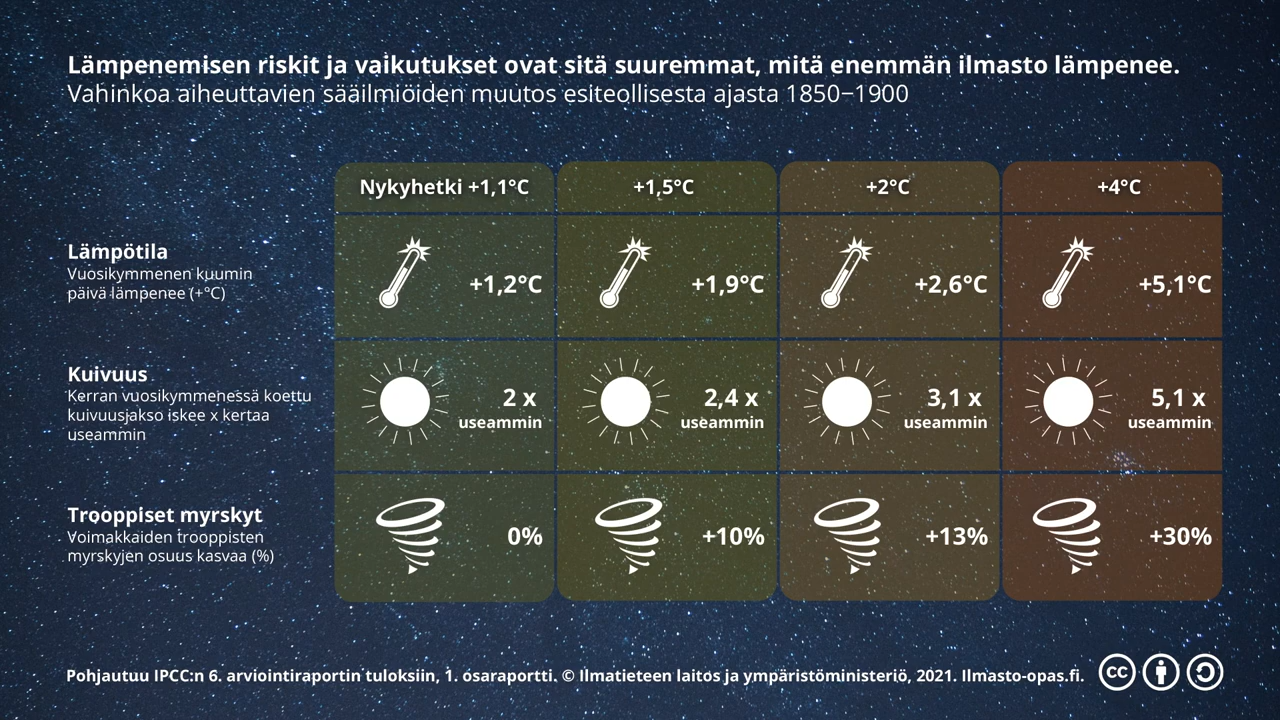 Lämpenemisen riskit ja vaikutukset ovat sitä suuremmat, mitä enemmän ilmasto lämpenee.
Vahinkoa aiheuttavien sääilmiöiden muutos esiteollisesta ajasta 1850–1900
Nykyhetki +1,1°C
+1,5°C
+2°C
+4°C
Lämpötila
Vuosikymmenen kuumin
päivä lämpenee (+°C)
+1,2°C
+1,9°C
+2,6°C
+5,1°C
Kuivuus
Kerran vuosikymmenessä koettu
kuivuusjakso iskee x kertaa
useammin
2 x
useammin
2,4 x
useammin
3,1 x
useammin
5,1 x
useammin
Trooppiset myrskyt
Voimakkaiden trooppisten
myrskyjen osuus kasvaa (%)
0%
+10%
+13%
+30%
Pohjautuu IPCC:n 6. arviointiraportin tuloksiin, 1. osaraportti. © Ilmatieteen laitos ja ympäristöministeriö, 2021. Ilmasto-opas.fi.
cc